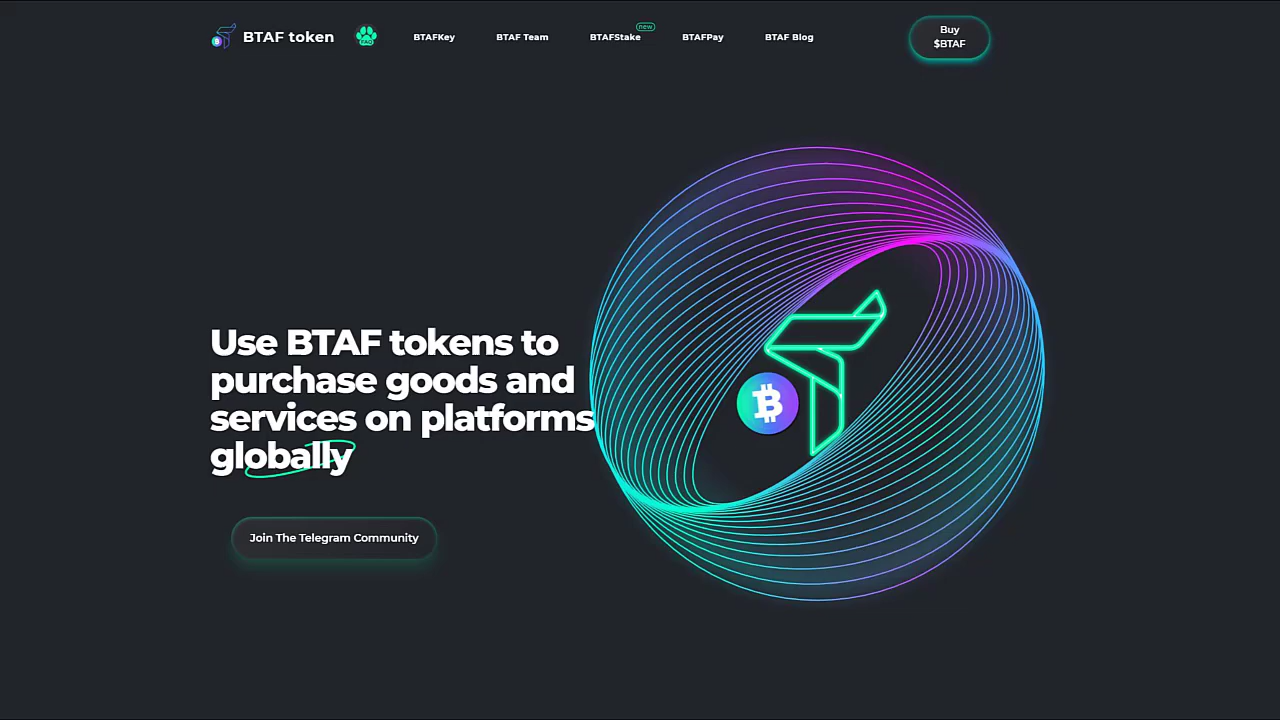 BTAF token
BTAFKey
BTAF Team
BTAFStake
new
BTAFPay
BTAF Blog
Buy
$BTAF
Use BTAF tokens to
purchase goods and
services on platforms
globally
Join The Telegram Community